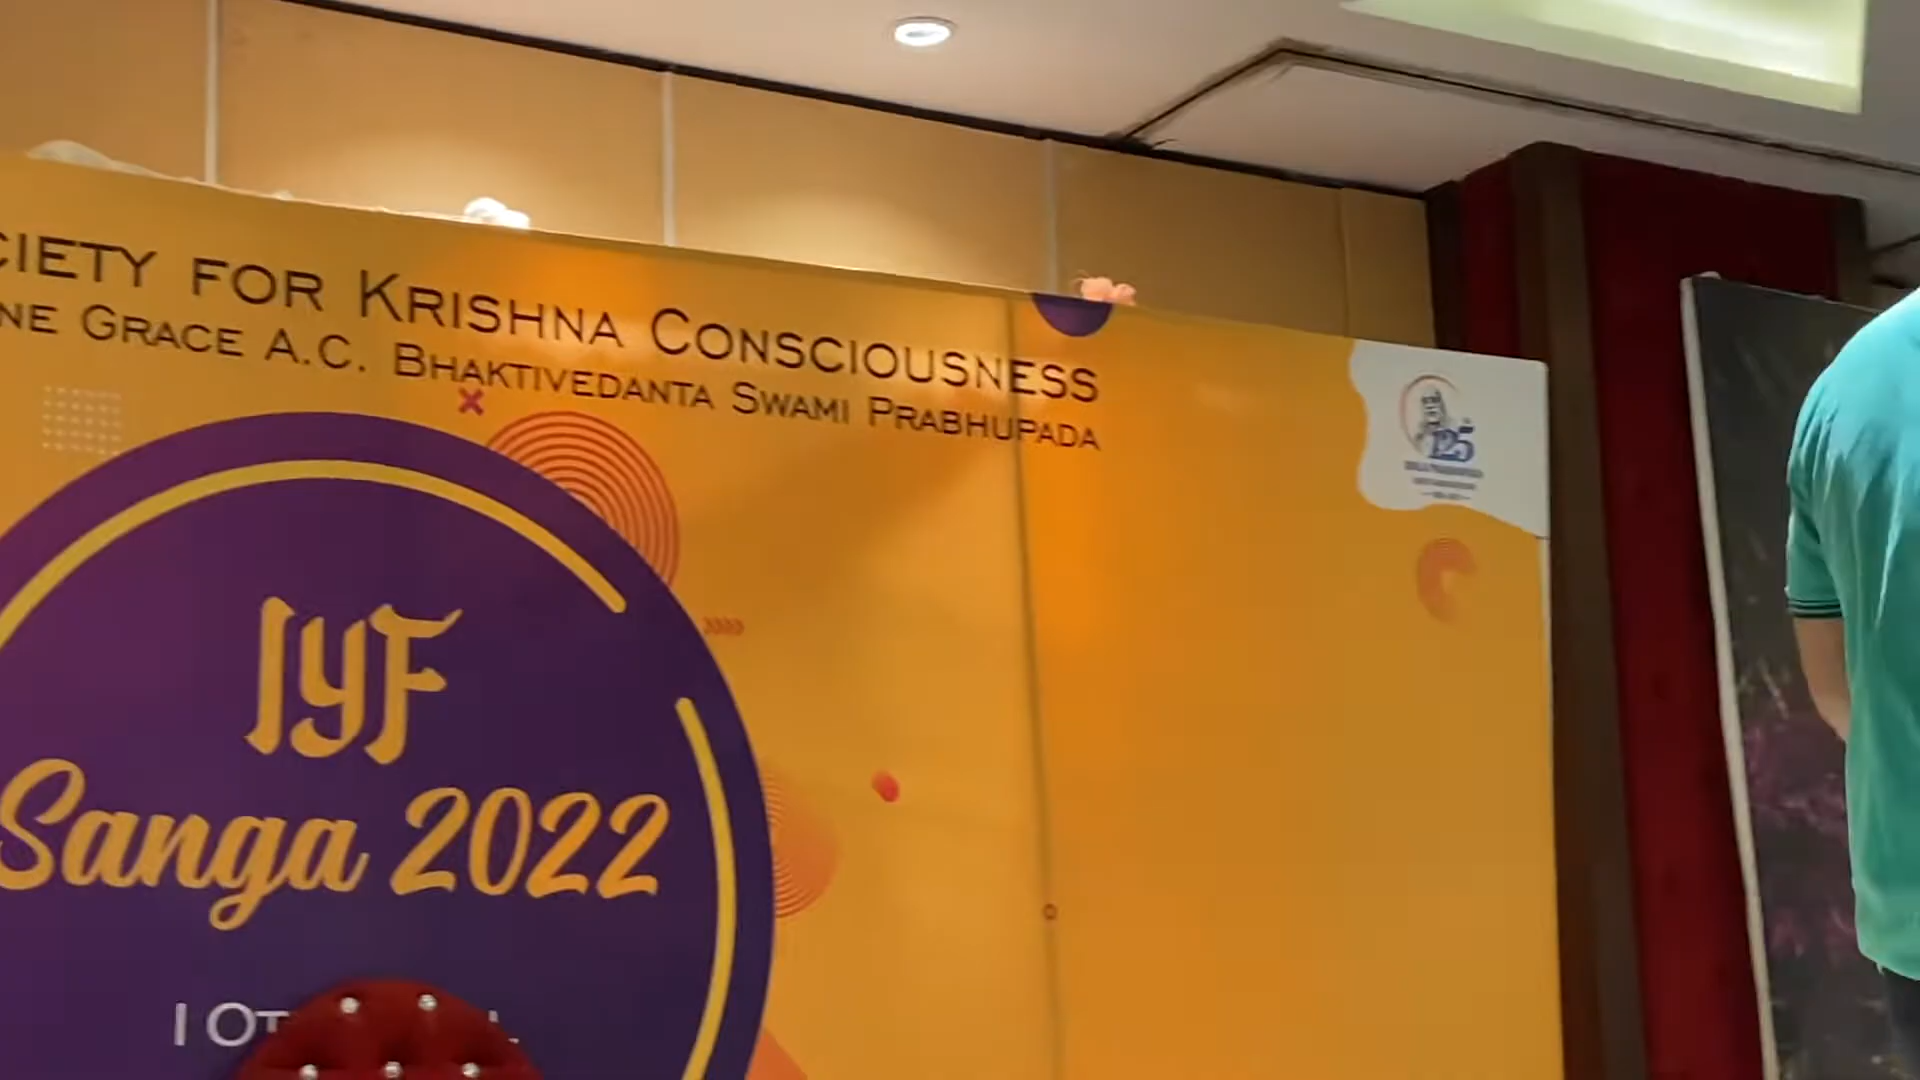 CIETY FOR KRISHNA CONSCIOUSNESS
NE GRACE A.C. BHAKTIVEDANTA SWAMI PRABHUPADA
125
IYF
Sanga 2022